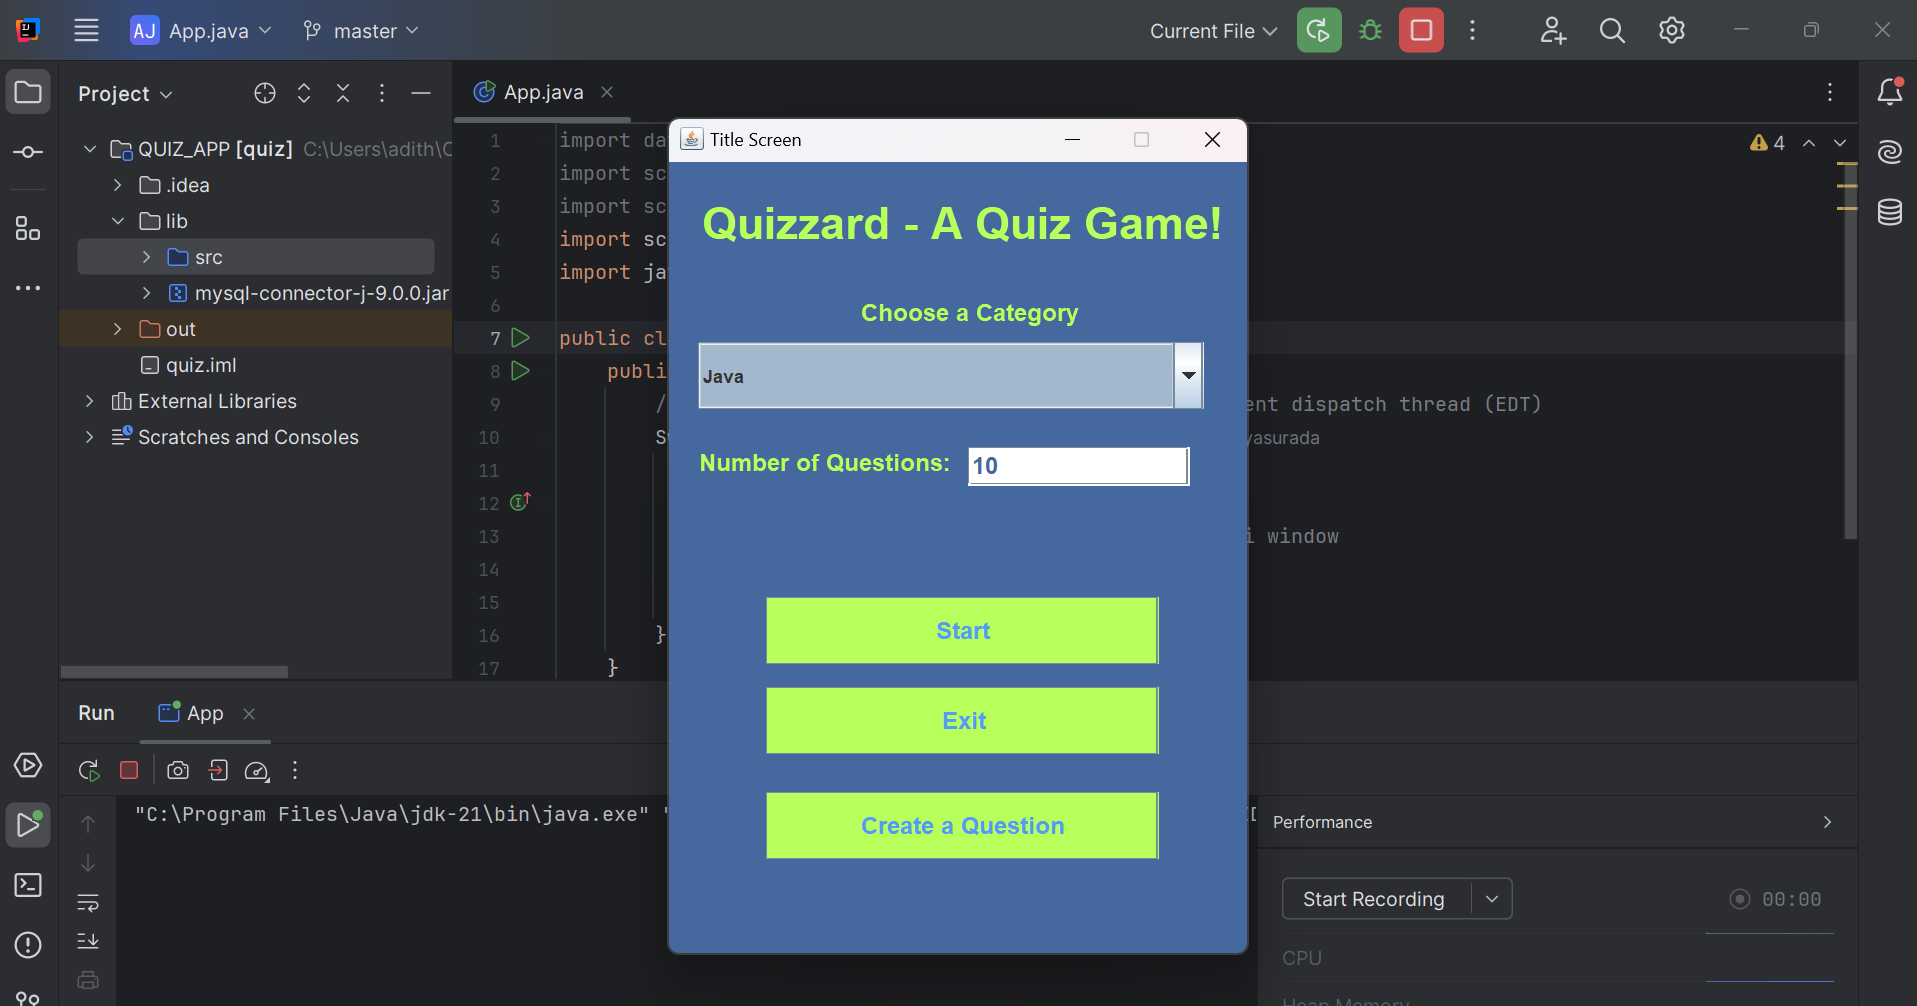 AJ App.java master Current File
Project
App.java
QUIZ_APP [quiz] C:\Users\adith\
.idea
lib
src
mysql-connector-j-9.0.0.jar
out
quiz.iml
External Libraries
Scratches and Consoles
1 import da
2 import sc
3 import sc
4 import sc
5 import ja
6
7 public cl
8 publi
9 / ent dispatch thread (EDT)
10 S yasurada
11
12
13 i window
14
15
16 }
17 }
4
Title Screen
Quizzard - A Quiz Game!
Choose a Category
Java
Number of Questions: 10
Start
Exit
Create a Question
Run App
"C:\Program Files\Java\jdk-21\bin\java.exe" "
Performance
Start Recording 00:00
CPU
Heap Memory